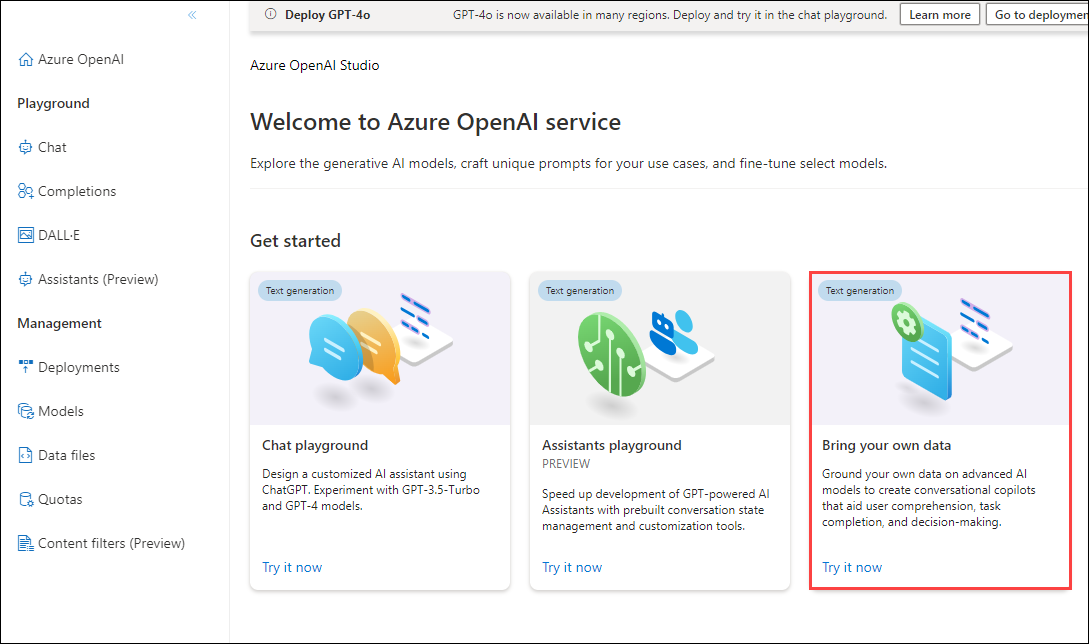 Deploy GPT-4o
GPT-4o is now available in many regions. Deploy and try it in the chat playground.
Learn more
Go to deploymen
Azure OpenAI
Playground
Chat
Completions
DALL·E
Assistants (Preview)
Management
Deployments
Models
Data files
Quotas
Content filters (Preview)
Azure OpenAI Studio
Welcome to Azure OpenAI service
Explore the generative AI models, craft unique prompts for your use cases, and fine-tune select models.
Get started
Text generation
Chat playground
Design a customized AI assistant using
ChatGPT. Experiment with GPT-3.5-Turbo
and GPT-4 models.
Try it now
Text generation
Assistants playground
PREVIEW
Speed up development of GPT-powered AI
Assistants with prebuilt conversation state
management and customization tools.
Try it now
Text generation
Bring your own data
Ground your own data on advanced AI
models to create conversational copilots
that aid user comprehension, task
completion, and decision-making.
Try it now